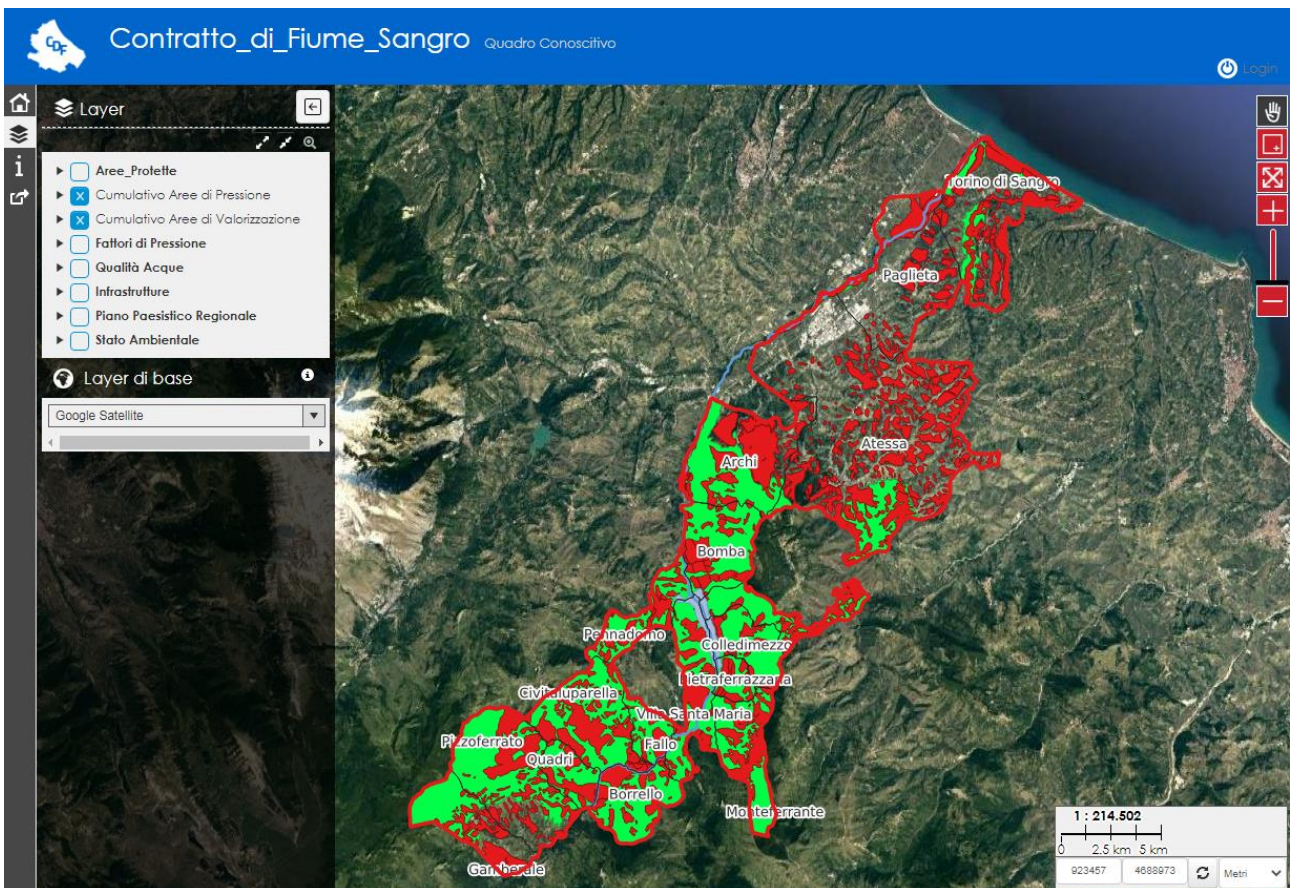 CDF
Contratto_di_Fiume_Sangro Quadro Conoscitivo
Login
Layer
Aree_Protette
Cumulativo Aree di Pressione
Cumulativo Aree di Valorizzazione
Fattori di Pressione
Qualità Acque
Infrastrutture
Piano Paesistico Regionale
Stato Ambientale
Layer di base
Google Satellite
Torino di Sangro
Paglieta
Atessa
Archi
Bomba
Pennadomo
Colledimezzo
Pietraferrazzana
Civitaluparella
Villa Santa Maria
Pizzoferrato
Fallo
Quadri
Borrello
Monteferrante
Gamberale
1 : 214.502
0 2.5 km 5 km
923457 4688973 Metri